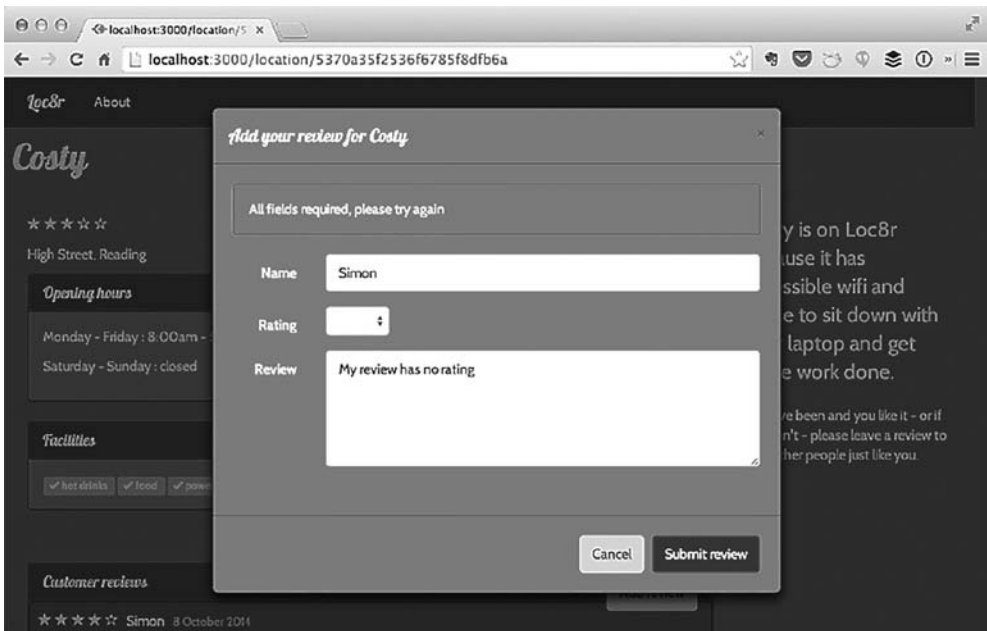 localhost:3000/location/5
localhost:3000/location/5370a35f2536f6785f8dfb6a
Loc8r
About
Costy
High Street, Reading
Opening hours
Monday - Friday : 8:00am -
Saturday - Sunday : closed
Facilities
hot drinks
food
Customer reviews
Simon 8 October 2014
Add your review for Costy
All fields required, please try again
Name
Simon
Rating
Review
My review has no rating
Cancel
Submit review
y is on Loc8r
use it has
ssible wifi and
e to sit down with
laptop and get
e work done.
ve been and you like it - or if
n't - please leave a review to
her people just like you.